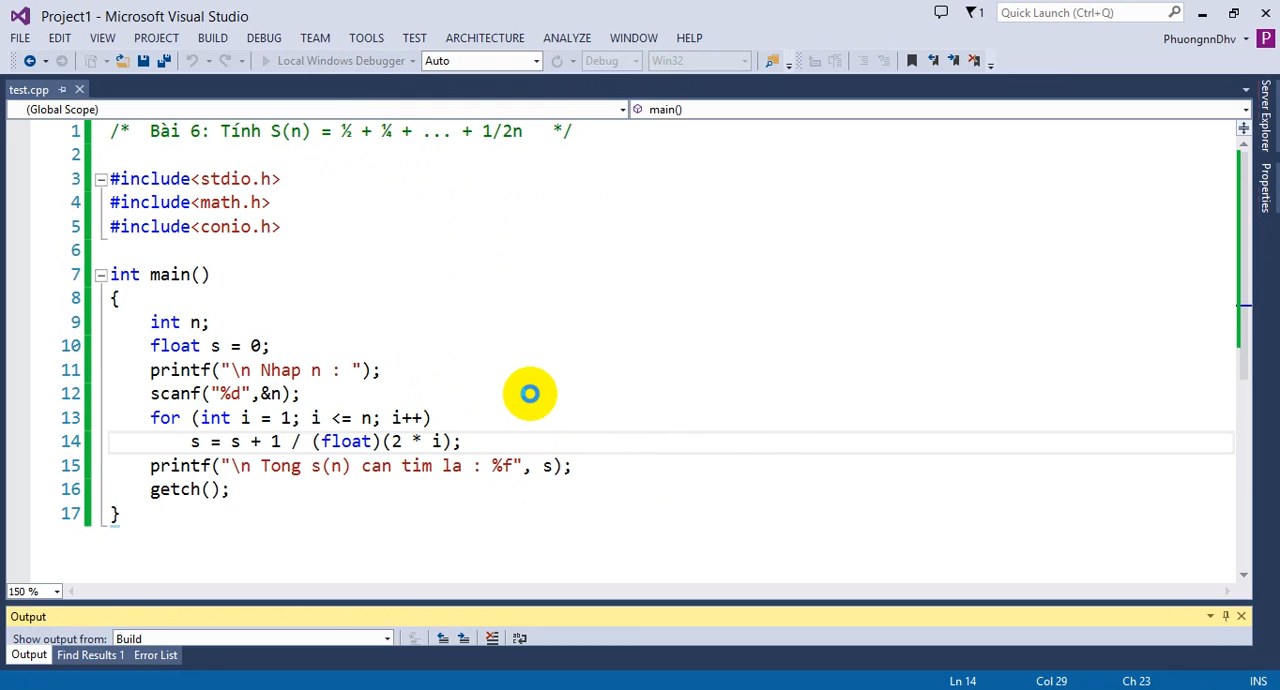 Project1 - Microsoft Visual Studio
1
Quick Launch (Ctrl+Q)
FILE EDIT VIEW PROJECT BUILD DEBUG TEAM TOOLS TEST ARCHITECTURE ANALYZE WINDOW HELP
PhuongnnDhv P
Local Windows Debugger Auto Debug Win32
test.cpp
(Global Scope) main()
Server Explorer
Properties
1 /* Bài 6: Tính S(n) = ½ + ¼ + ... + 1/2n */
2
3 #include<stdio.h>
4 #include<math.h>
5 #include<conio.h>
6
7 int main()
8 {
9 int n;
10 float s = 0;
11 printf("\n Nhap n : ");
12 scanf("%d",&n);
13 for (int i = 1; i <= n; i++)
14 s = s + 1 / (float)(2 * i);
15 printf("\n Tong s(n) can tim la : %f", s);
16 getch();
17 }
150 %
Output
Show output from: Build
Output Find Results 1 Error List
Ln 14 Col 29 Ch 23 INS